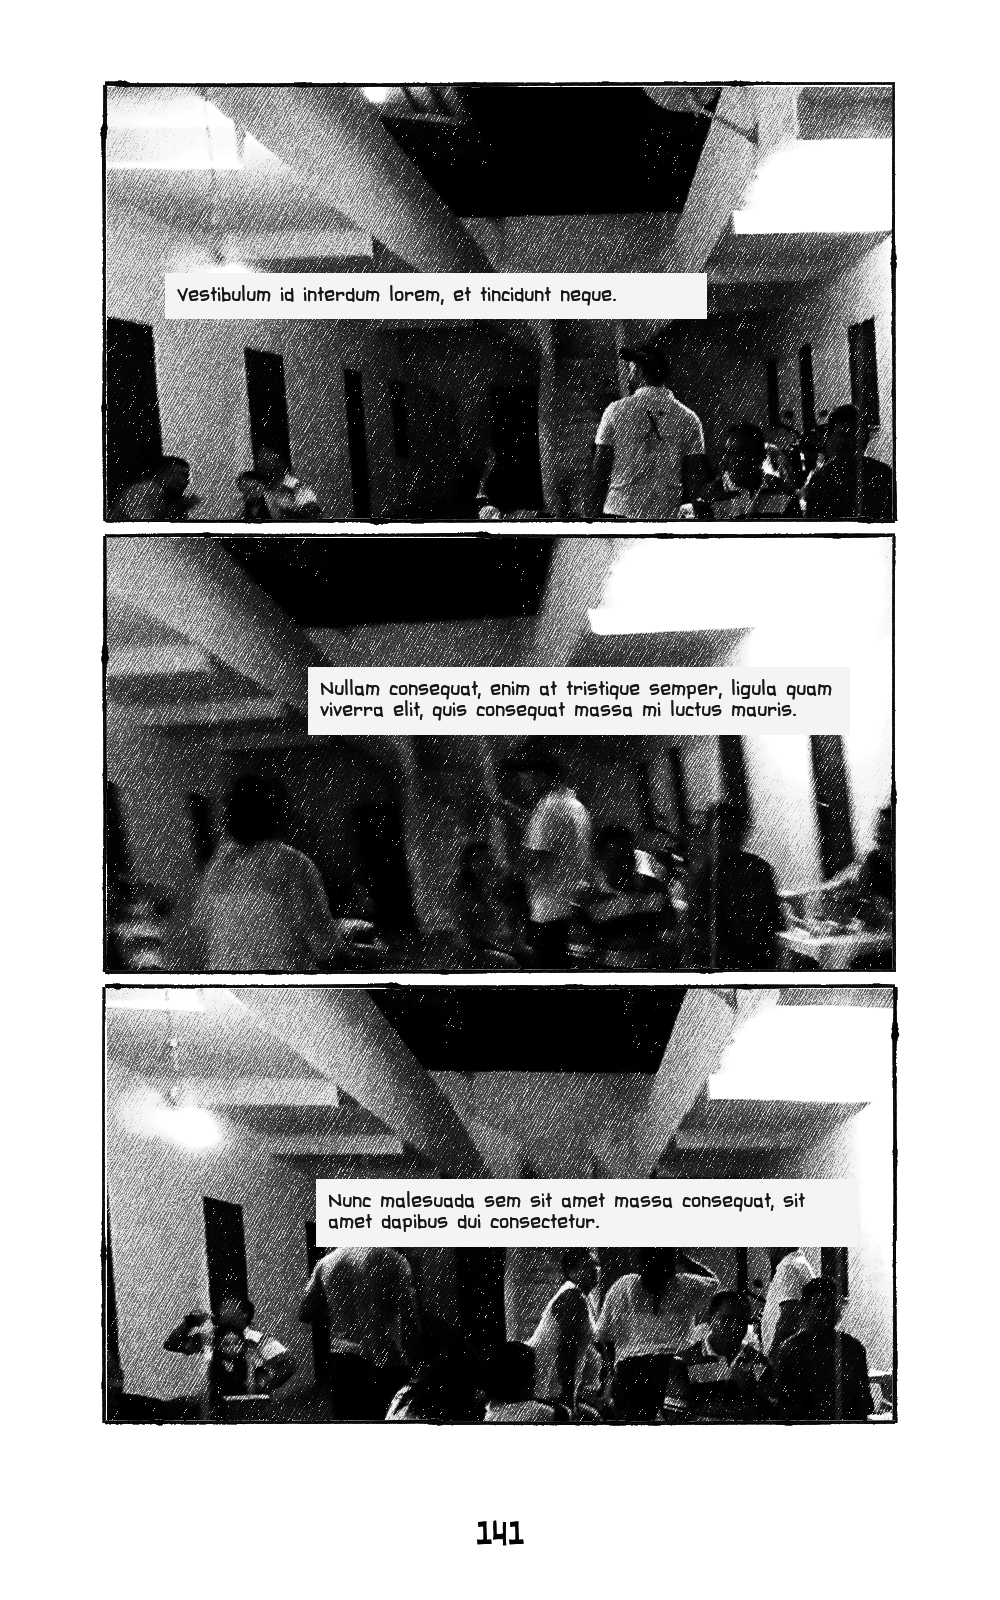 Vestibulum id interdum lorem, et tincidunt neque.
Nullam consequat, enim at tristique semper, ligula quam
viverra elit, quis consequat massa mi luctus mauris.
Nunc malesuada sem sit amet massa consequat, sit
amet dapibus dui consectetur.
141